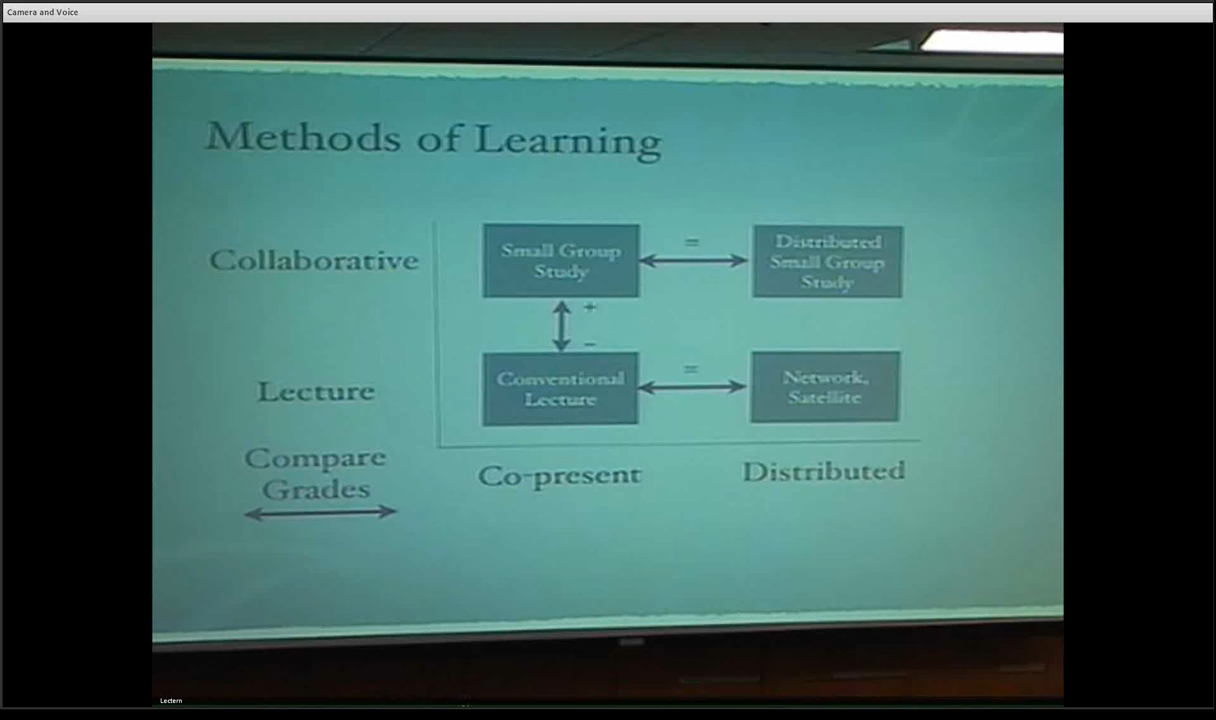 Camera and Voice
Methods of Learning
Collaborative
Small Group
Study
=
Distributed
Small Group
Study
+
-
Lecture
Conventional
Lecture
=
Network,
Satellite
Compare
Grades
Co-present
Distributed
Lectern